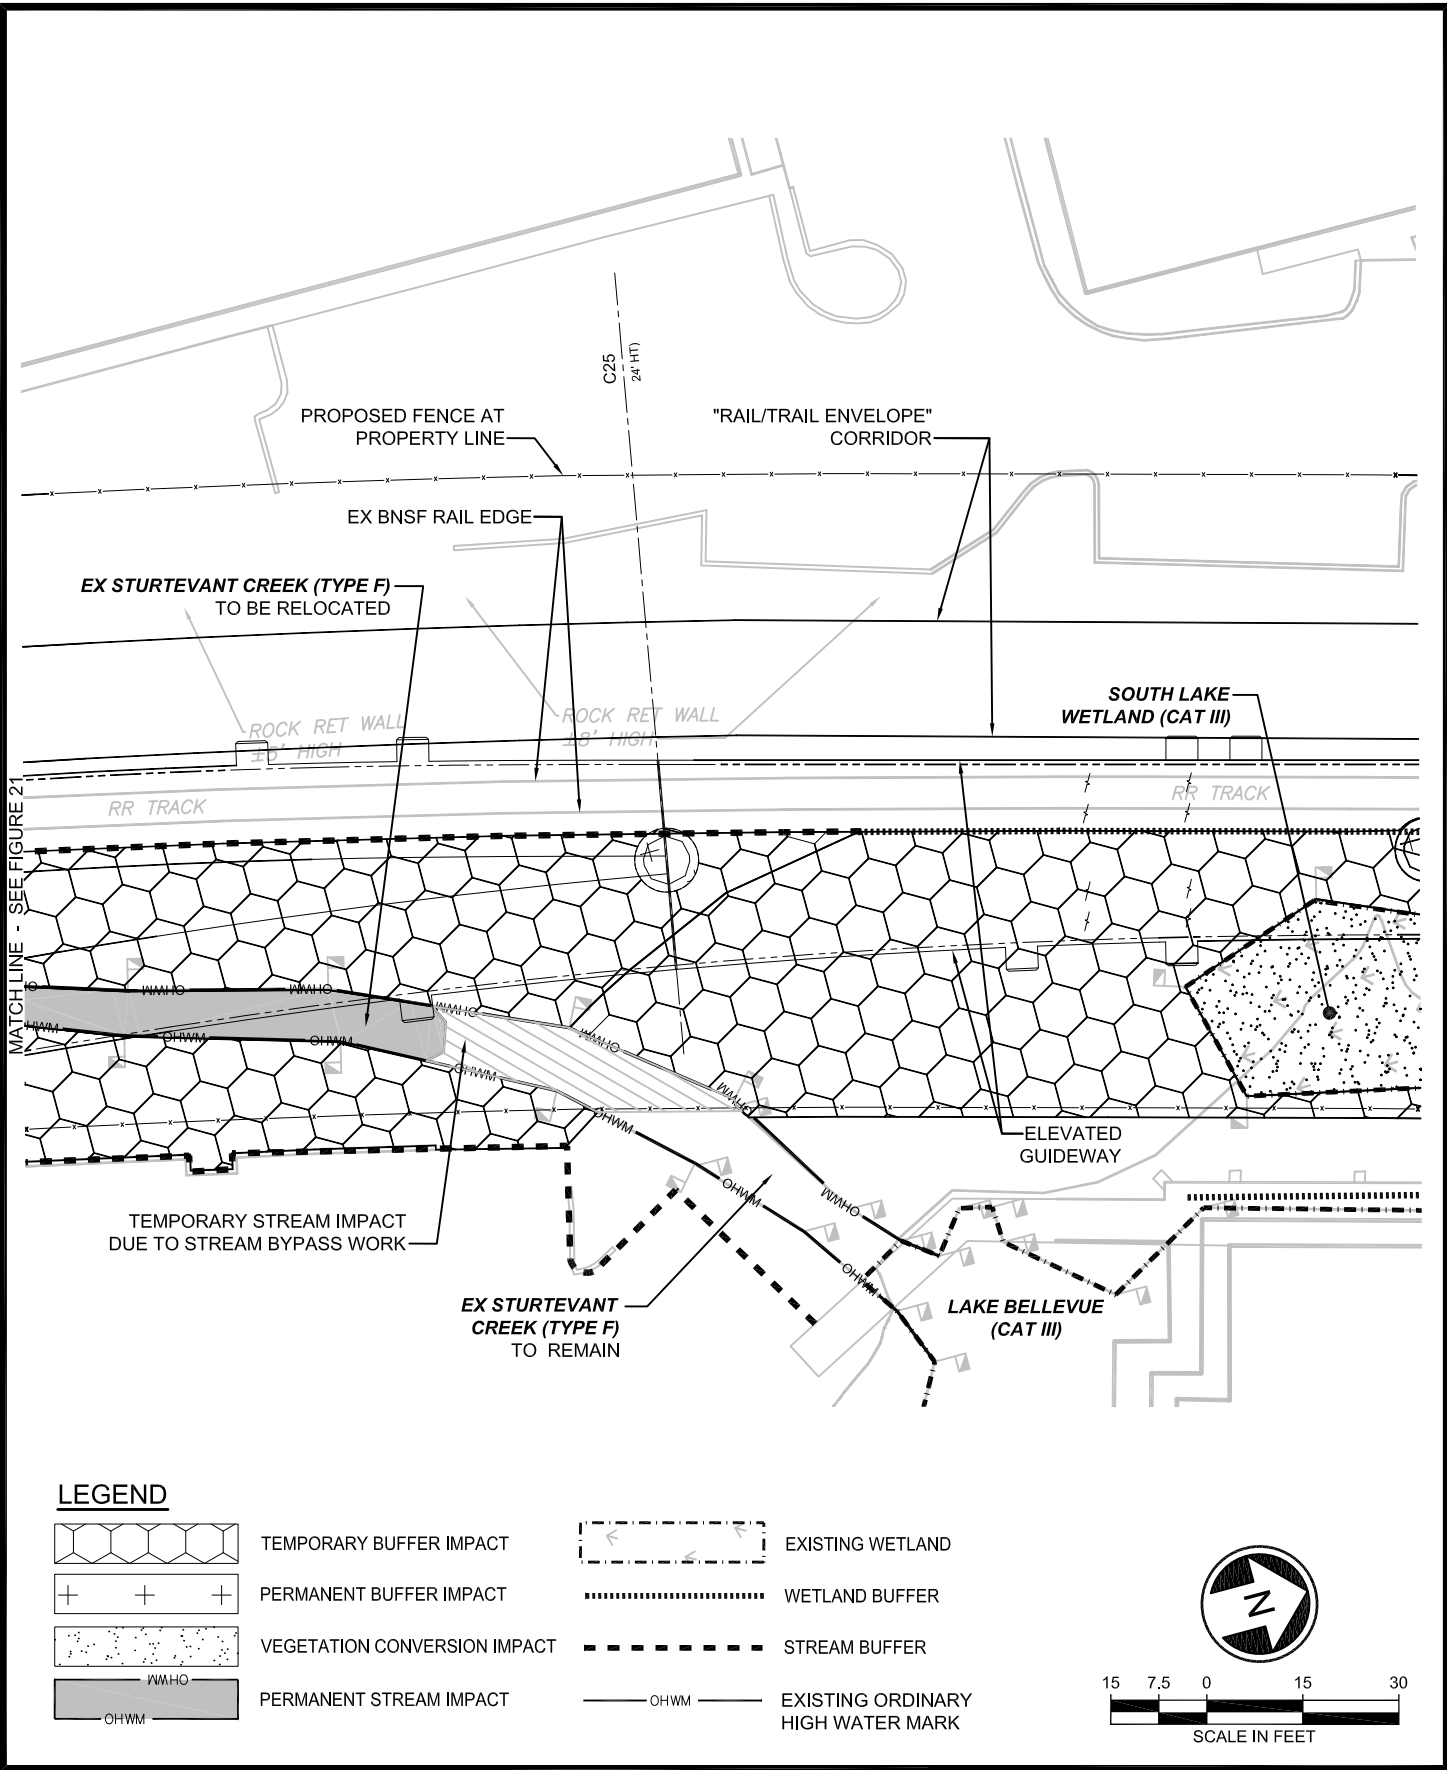 C25
24' HT)
PROPOSED FENCE AT
PROPERTY LINE
"RAIL/TRAIL ENVELOPE"
CORRIDOR
EX BNSF RAIL EDGE
EX STURTEVANT CREEK (TYPE F)
TO BE RELOCATED
SOUTH LAKE
WETLAND (CAT III)
ROCK RET WALL
±5' HIGH
ROCK RET WALL
±8' HIGH
RR TRACK
RR TRACK
MATCH LINE - SEE FIGURE 21
OHWM
OHWM
OHWM
OHWM
OHWM
OHWM
OHWM
OHWM
OHWM
OHWM
OHWM
OHWM
OHWM
ELEVATED
GUIDEWAY
TEMPORARY STREAM IMPACT
DUE TO STREAM BYPASS WORK
EX STURTEVANT
CREEK (TYPE F)
TO REMAIN
LAKE BELLEVUE
(CAT III)
LEGEND
TEMPORARY BUFFER IMPACT
PERMANENT BUFFER IMPACT
VEGETATION CONVERSION IMPACT
OHWM
OHWM
PERMANENT STREAM IMPACT
EXISTING WETLAND
WETLAND BUFFER
STREAM BUFFER
OHWM
EXISTING ORDINARY
HIGH WATER MARK
N
15 7.5 0 15 30
SCALE IN FEET